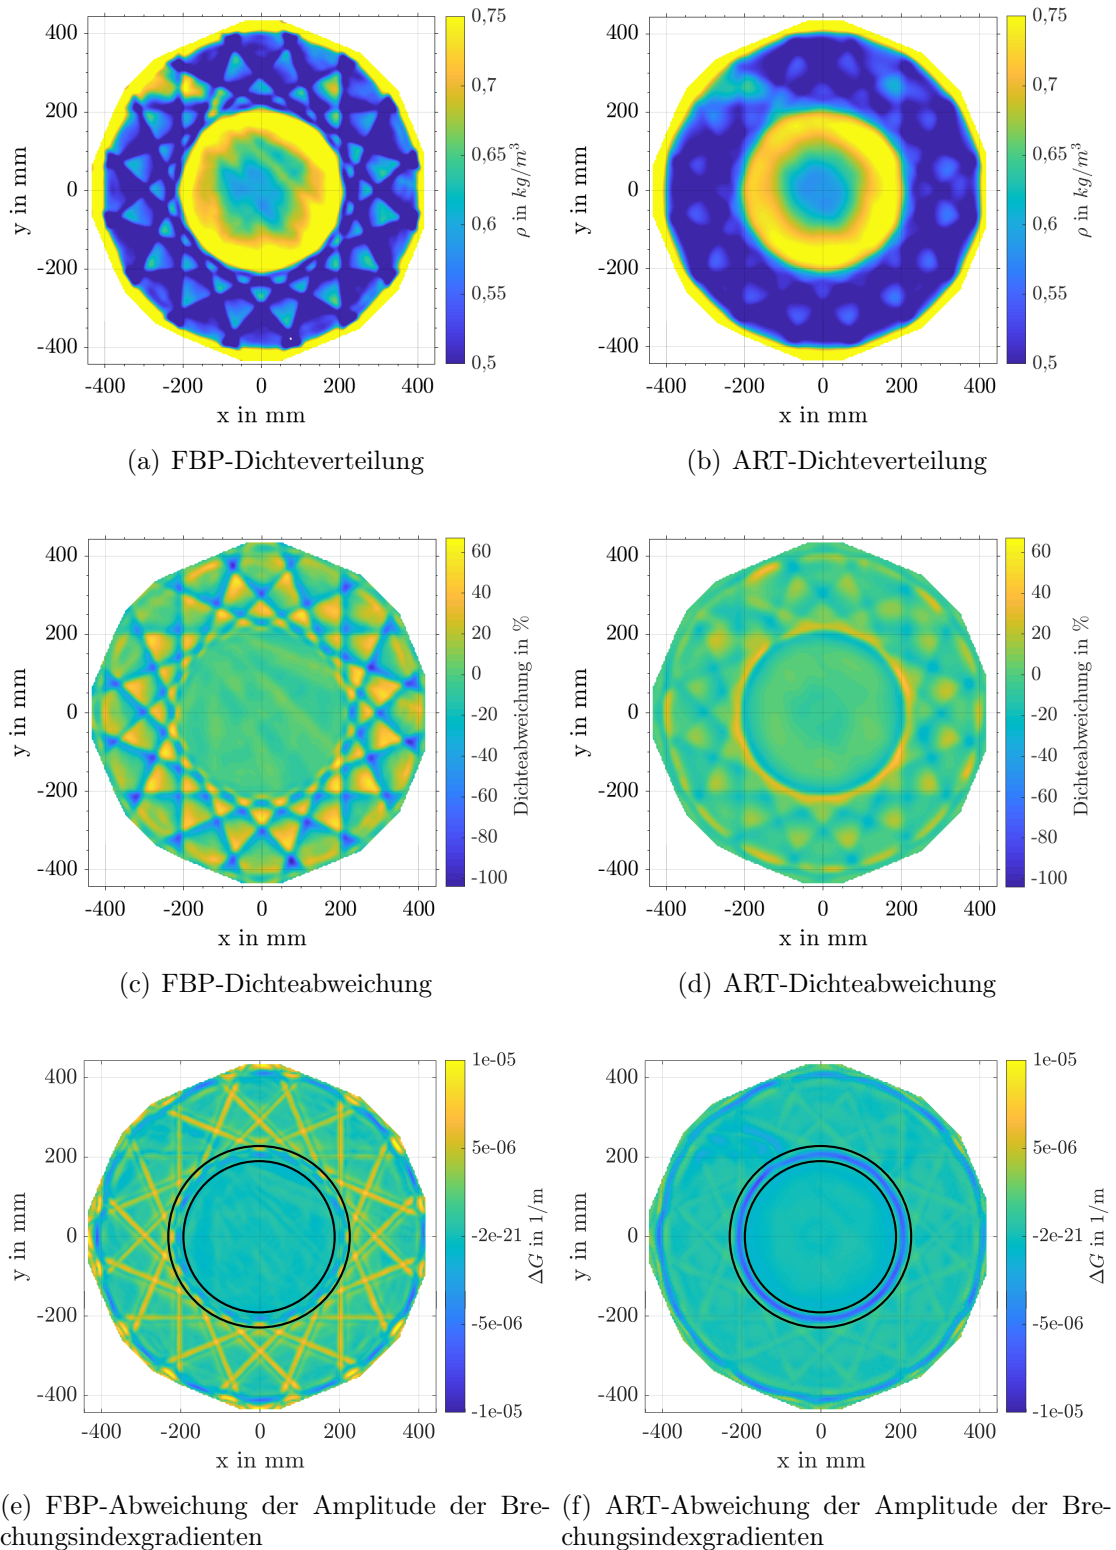 400
200
0
-200
-400
y in mm
-400 -200 0 200 400
x in mm
0,75
0,7
0,65
0,6
0,55
0,5
ρ in kg/m³
(a) FBP-Dichteverteilung
400
200
0
-200
-400
y in mm
-400 -200 0 200 400
x in mm
0,75
0,7
0,65
0,6
0,55
0,5
ρ in kg/m³
(b) ART-Dichteverteilung
400
200
0
-200
-400
y in mm
-400 -200 0 200 400
x in mm
60
40
20
0
-20
-40
-60
-80
-100
Dichteabweichung in %
(c) FBP-Dichteabweichung
400
200
0
-200
-400
y in mm
-400 -200 0 200 400
x in mm
60
40
20
0
-20
-40
-60
-80
-100
Dichteabweichung in %
(d) ART-Dichteabweichung
400
200
0
-200
-400
y in mm
-400 -200 0 200 400
x in mm
1e-05
5e-06
-2e-21
-5e-06
-1e-05
ΔG in 1/m
(e) FBP-Abweichung der Amplitude der Bre-
chungsindexgradienten
400
200
0
-200
-400
y in mm
-400 -200 0 200 400
x in mm
1e-05
5e-06
-2e-21
-5e-06
-1e-05
ΔG in 1/m
(f) ART-Abweichung der Amplitude der Bre-
chungsindexgradienten